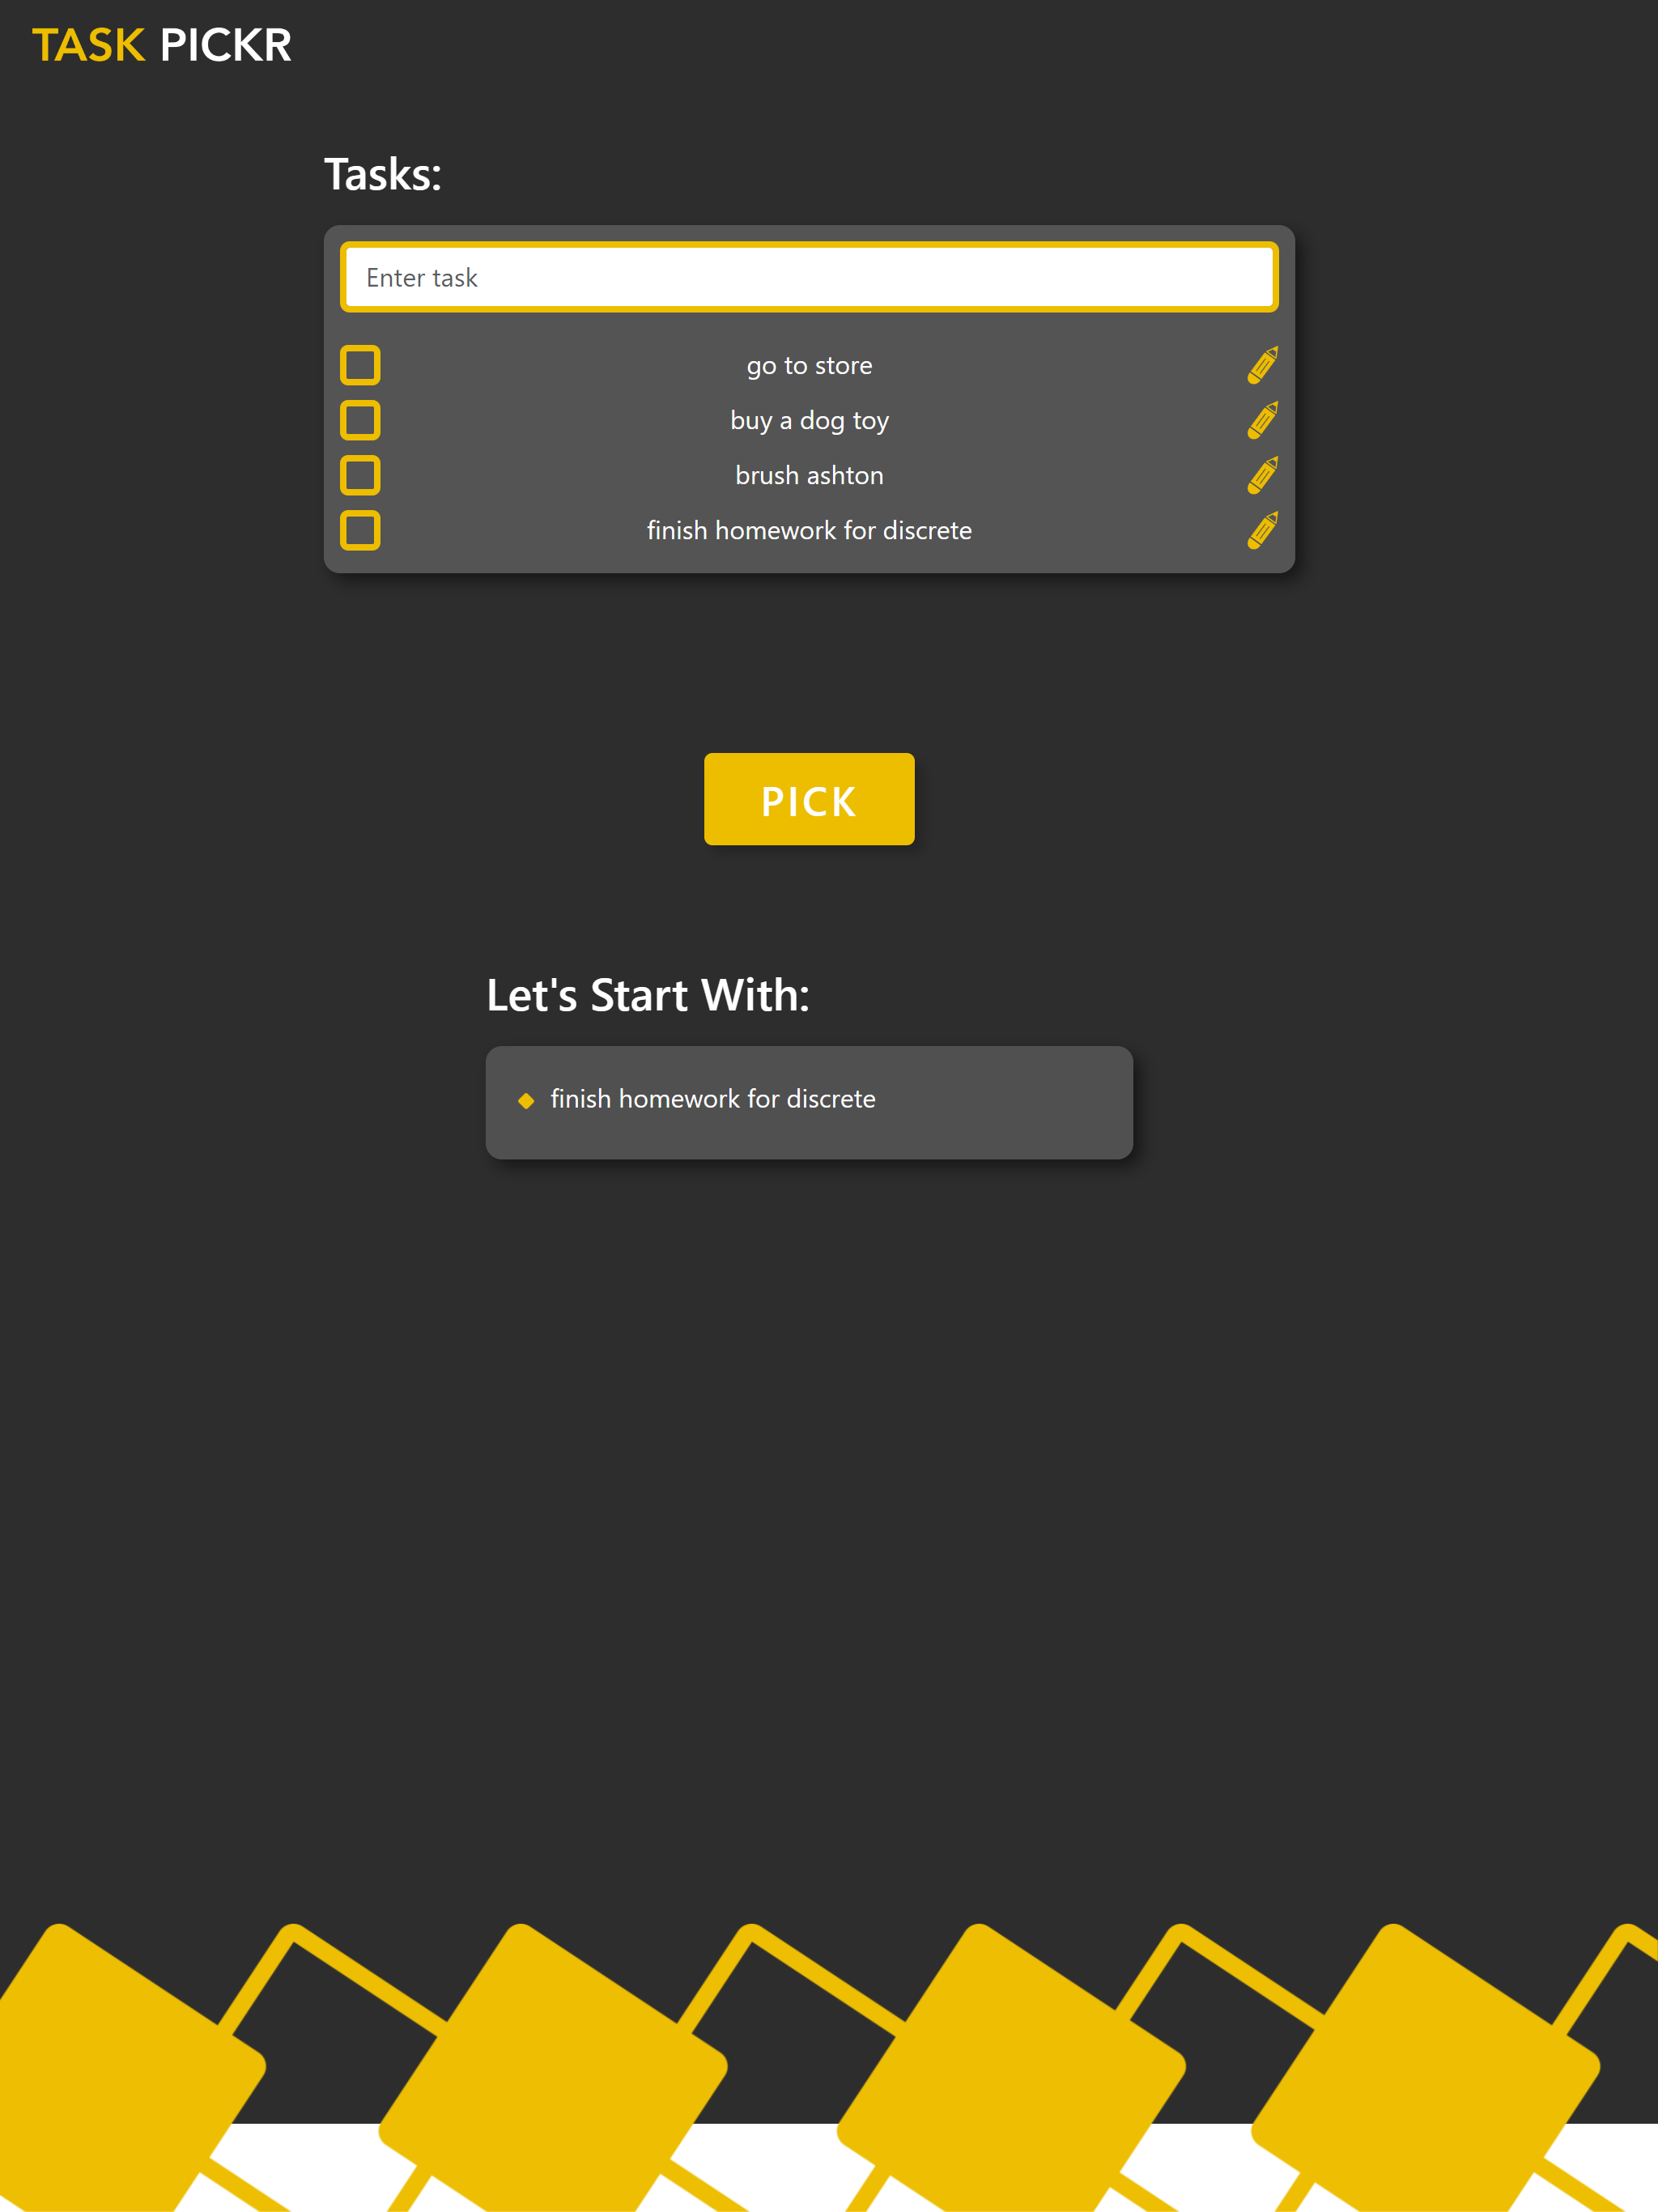 TASK PICKR
Tasks:
Enter task
go to store
buy a dog toy
brush ashton
finish homework for discrete
PICK
Let's Start With:
finish homework for discrete